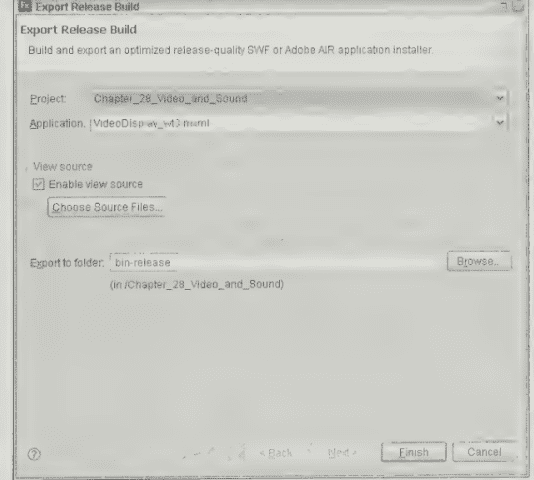 Export Release Build
Export Release Build
Build and export an optimized release-quality SWF or Adobe AIR application installer.
Project: Chapter_28_Video_and_Sound
Application:
View source
Enable view source
Choose Source Files...
Export to folder: bin-release Browse...
(in /Chapter_28_Video_and_Sound)
? < Back Next > Finish Cancel